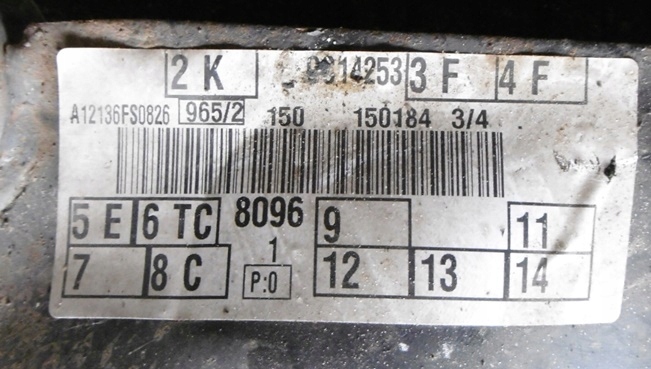 2 K 14253 3 F 4 F
A12136FS0826 965/2 150 150184 3/4
5 E 6 TC 8096 9 11
7 8 C 1 12 13 14
P:0